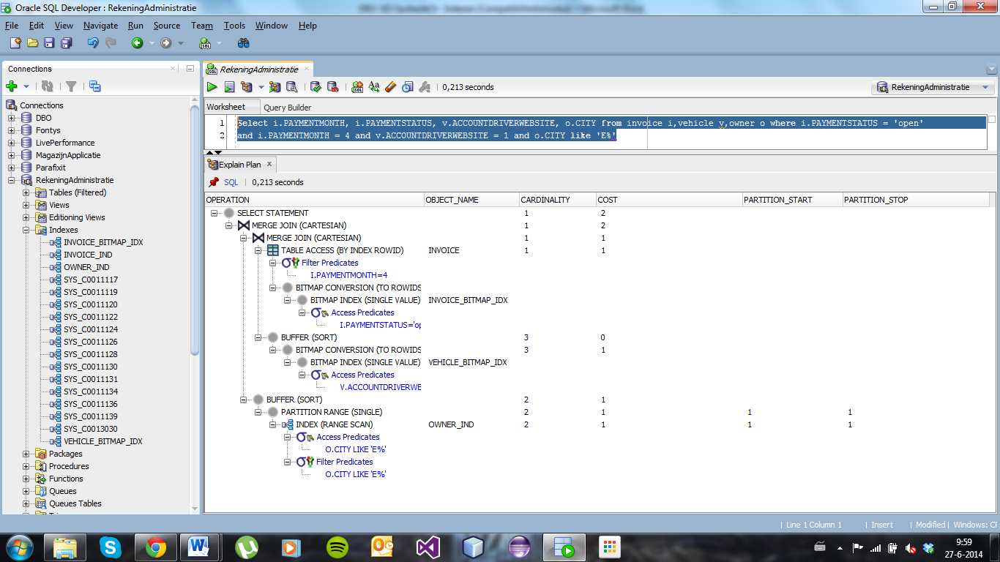 Oracle SQL Developer : RekeningAdministratie
File Edit View Navigate Run Source Team Tools Window Help
Connections
RekeningAdministratie
0,213 seconds
RekeningAdministratie
Worksheet Query Builder
1 Select i.PAYMENTMONTH, i.PAYMENTSTATUS, v.ACCOUNTDRIVERWEBSITE, o.CITY from invoice i,vehicle v,owner o where i.PAYMENTSTATUS = 'open'
2 and i.PAYMENTMONTH = 4 and v.ACCOUNTDRIVERWEBSITE = 1 and o.CITY like 'E%'
Connections
DBO
Fontys
LivePerformance
MagazijnApplicatie
Parafixit
RekeningAdministratie
Tables (Filtered)
Views
Editioning Views
Indexes
INVOICE_BITMAP_IDX
INVOICE_IND
OWNER_IND
SYS_C0011117
SYS_C0011119
SYS_C0011120
SYS_C0011122
SYS_C0011124
SYS_C0011126
SYS_C0011128
SYS_C0011130
SYS_C0011131
SYS_C0011134
SYS_C0011136
SYS_C0011139
SYS_C0013030
VEHICLE_BITMAP_IDX
Packages
Procedures
Functions
Queues
Queues Tables
Explain Plan
SQL 0,213 seconds
OPERATION OBJECT_NAME CARDINALITY COST PARTITION_START PARTITION_STOP
SELECT STATEMENT 1 2
MERGE JOIN (CARTESIAN) 1 2
MERGE JOIN (CARTESIAN) 1 1
TABLE ACCESS (BY INDEX ROWID) INVOICE 1 1
Filter Predicates
I.PAYMENTMONTH=4
BITMAP CONVERSION (TO ROWIDS
BITMAP INDEX (SINGLE VALUE) INVOICE_BITMAP_IDX
Access Predicates
I.PAYMENTSTATUS='op
BUFFER (SORT) 3 0
BITMAP CONVERSION (TO ROWIDS 3 1
BITMAP INDEX (SINGLE VALUE) VEHICLE_BITMAP_IDX
Access Predicates
V.ACCOUNTDRIVERWE
BUFFER (SORT) 2 1
PARTITION RANGE (SINGLE) 2 1 1 1
INDEX (RANGE SCAN) OWNER_IND 2 1 1 1
Access Predicates
O.CITY LIKE 'E%'
Filter Predicates
O.CITY LIKE 'E%'
Line 1 Column 1 Insert Modified Windows: CF
9:59
27-6-2014